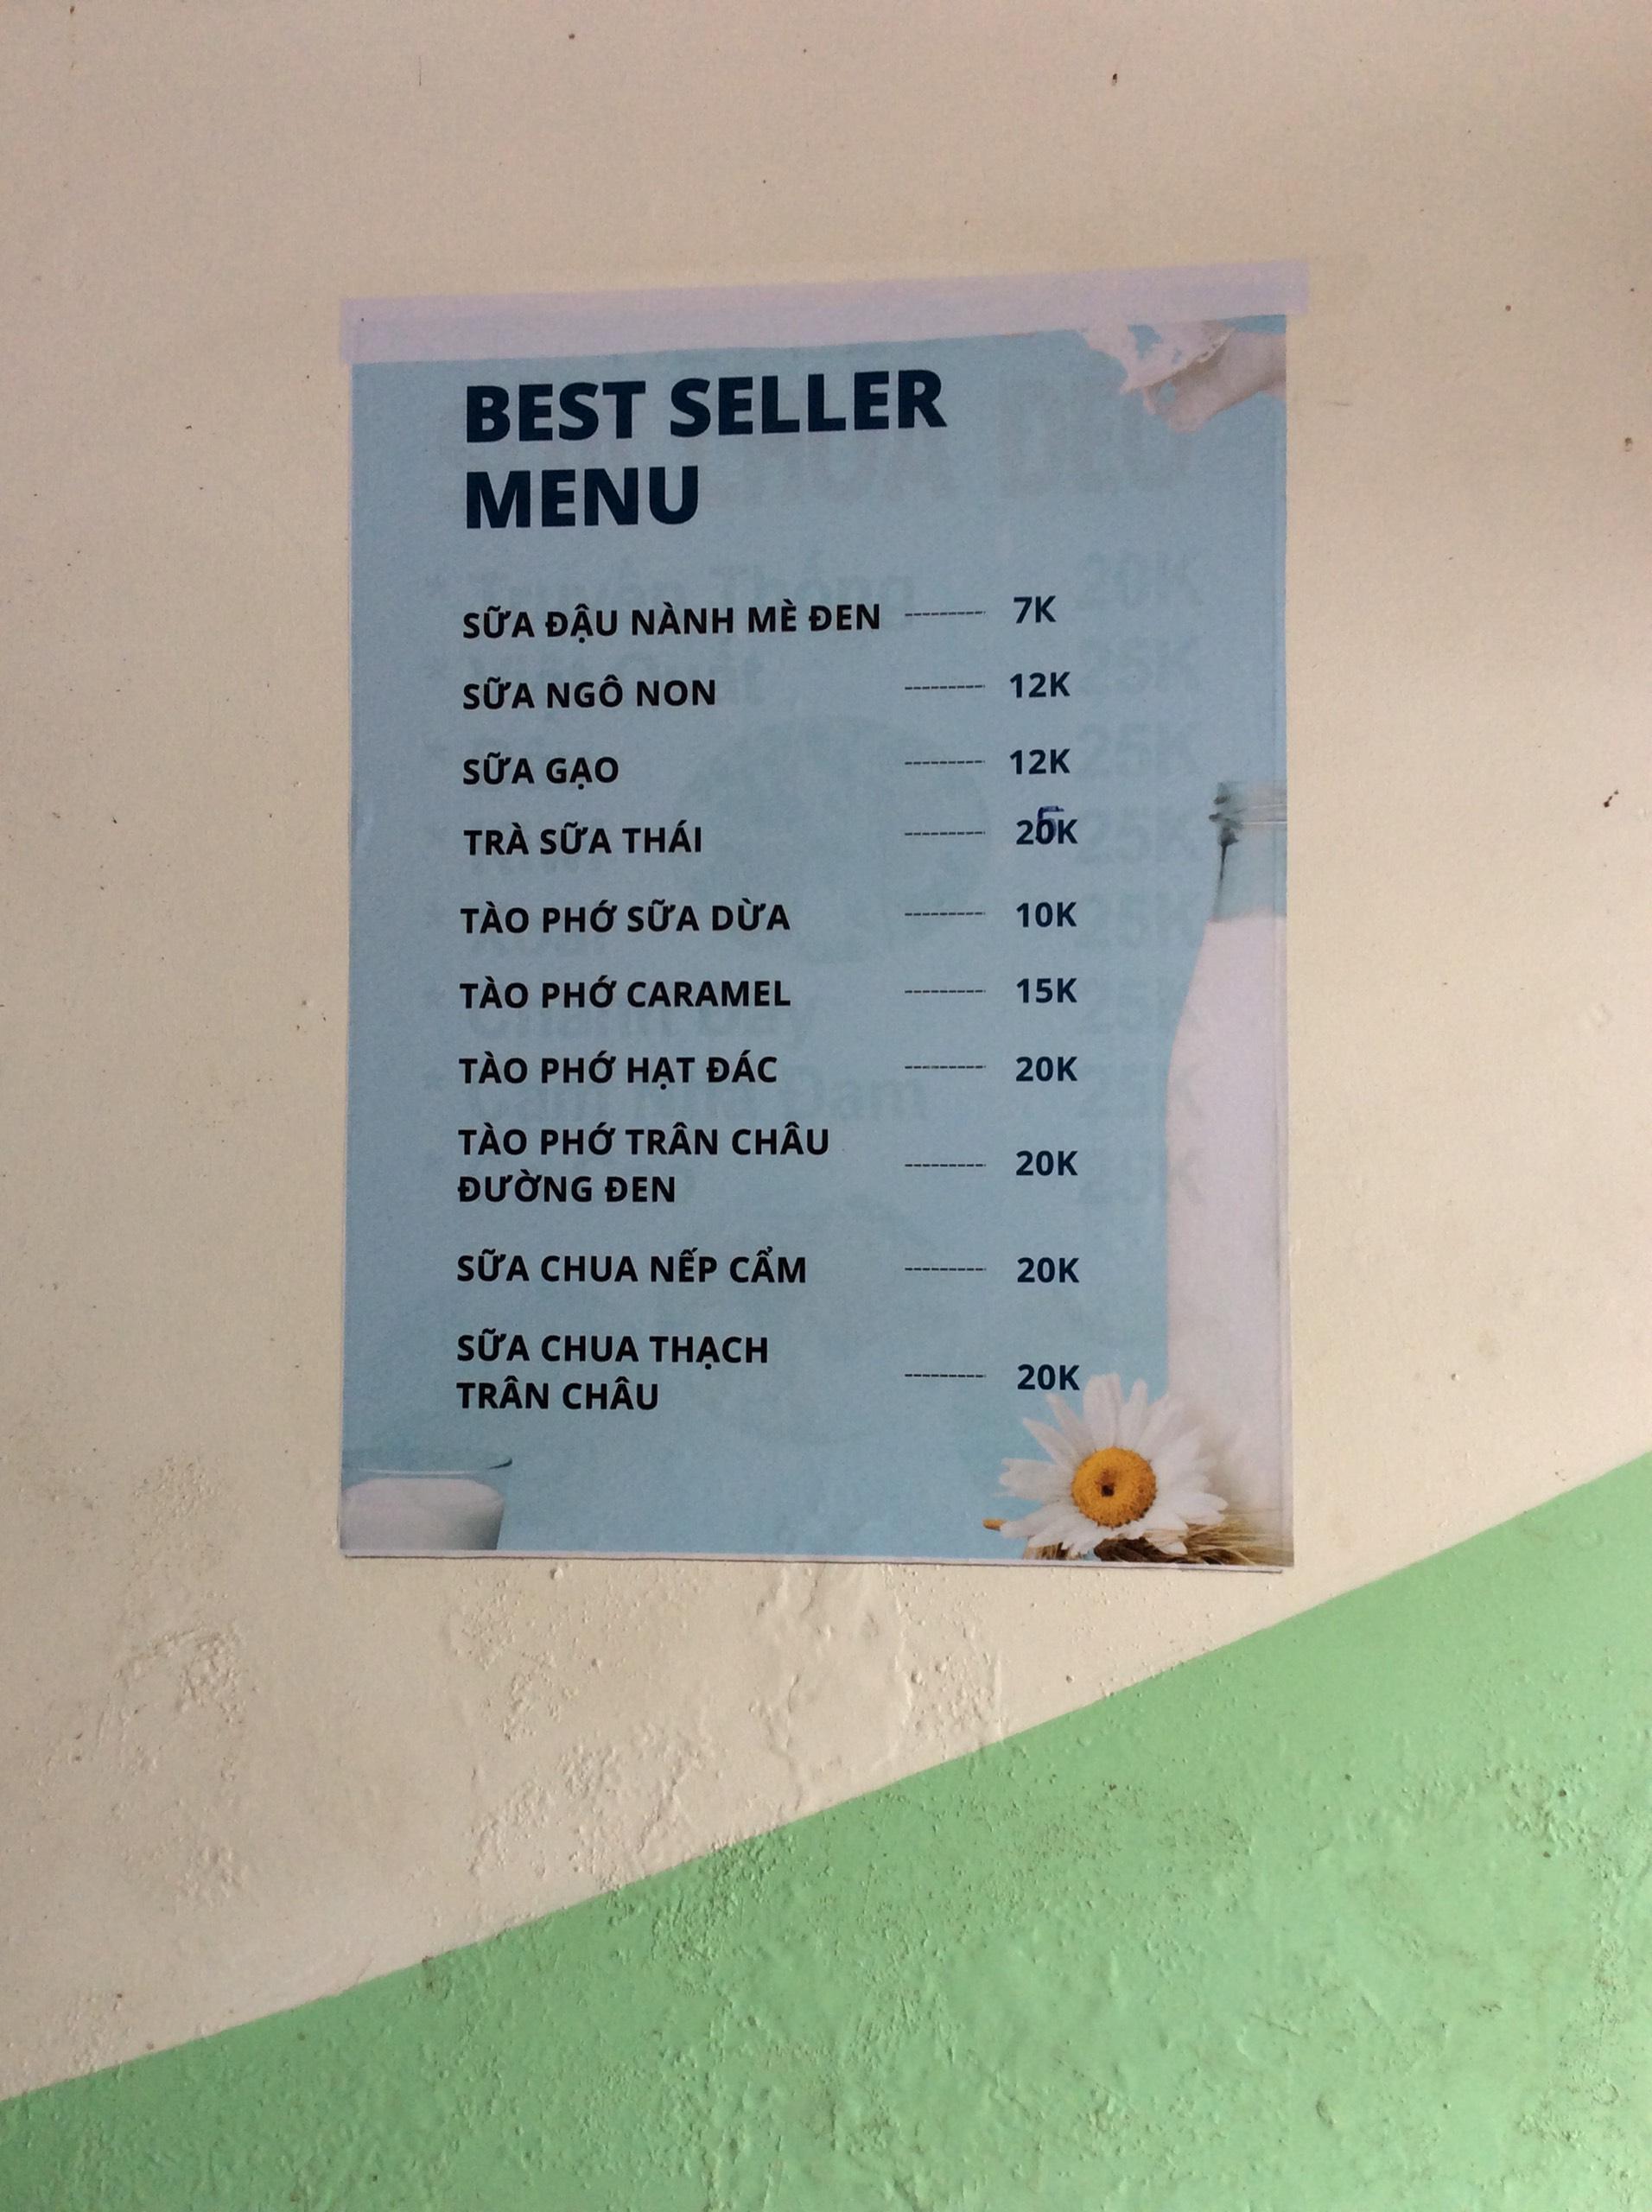 BEST SELLER
MENU
SỮA ĐẬU NÀNH MÈ ĐEN --------- 7K
SỮA NGÔ NON --------- 12K
SỮA GẠO --------- 12K
TRÀ SỮA THÁI --------- 25K
TÀO PHỚ SỮA DỪA --------- 10K
TÀO PHỚ CARAMEL --------- 15K
TÀO PHỚ HẠT ĐÁC --------- 20K
TÀO PHỚ TRÂN CHÂU
ĐƯỜNG ĐEN --------- 20K
SỮA CHUA NẾP CẨM --------- 20K
SỮA CHUA THẠCH
TRÂN CHÂU --------- 20K